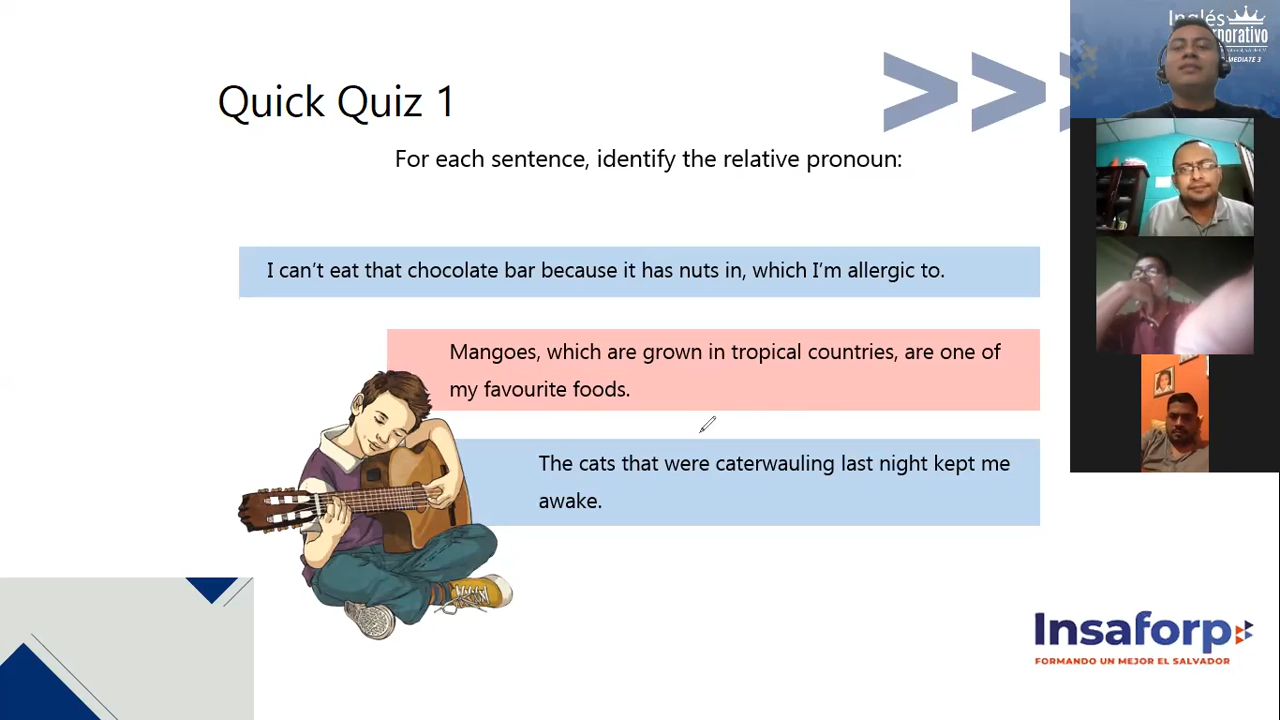 Quick Quiz 1
For each sentence, identify the relative pronoun:
I can't eat that chocolate bar because it has nuts in, which I'm allergic to.
Mangoes, which are grown in tropical countries, are one of
my favourite foods.
The cats that were caterwauling last night kept me
awake.
Inglés
Insaforp
FORMANDO UN MEJOR EL SALVADOR